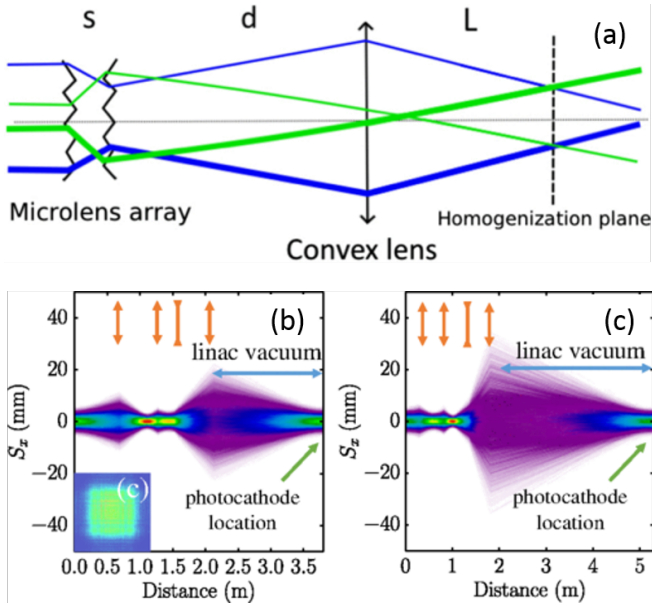 s d L (a)
Microlens array
Homogenization plane
Convex lens
(b)
40
20
0
−20
−40
S_x (mm)
linac vacuum
photocathode
location
(c)
0.0 0.5 1.0 1.5 2.0 2.5 3.0 3.5
Distance (m)
(c)
40
20
0
−20
−40
S_x (mm)
linac vacuum
photocathode
location
0 1 2 3 4 5
Distance (m)